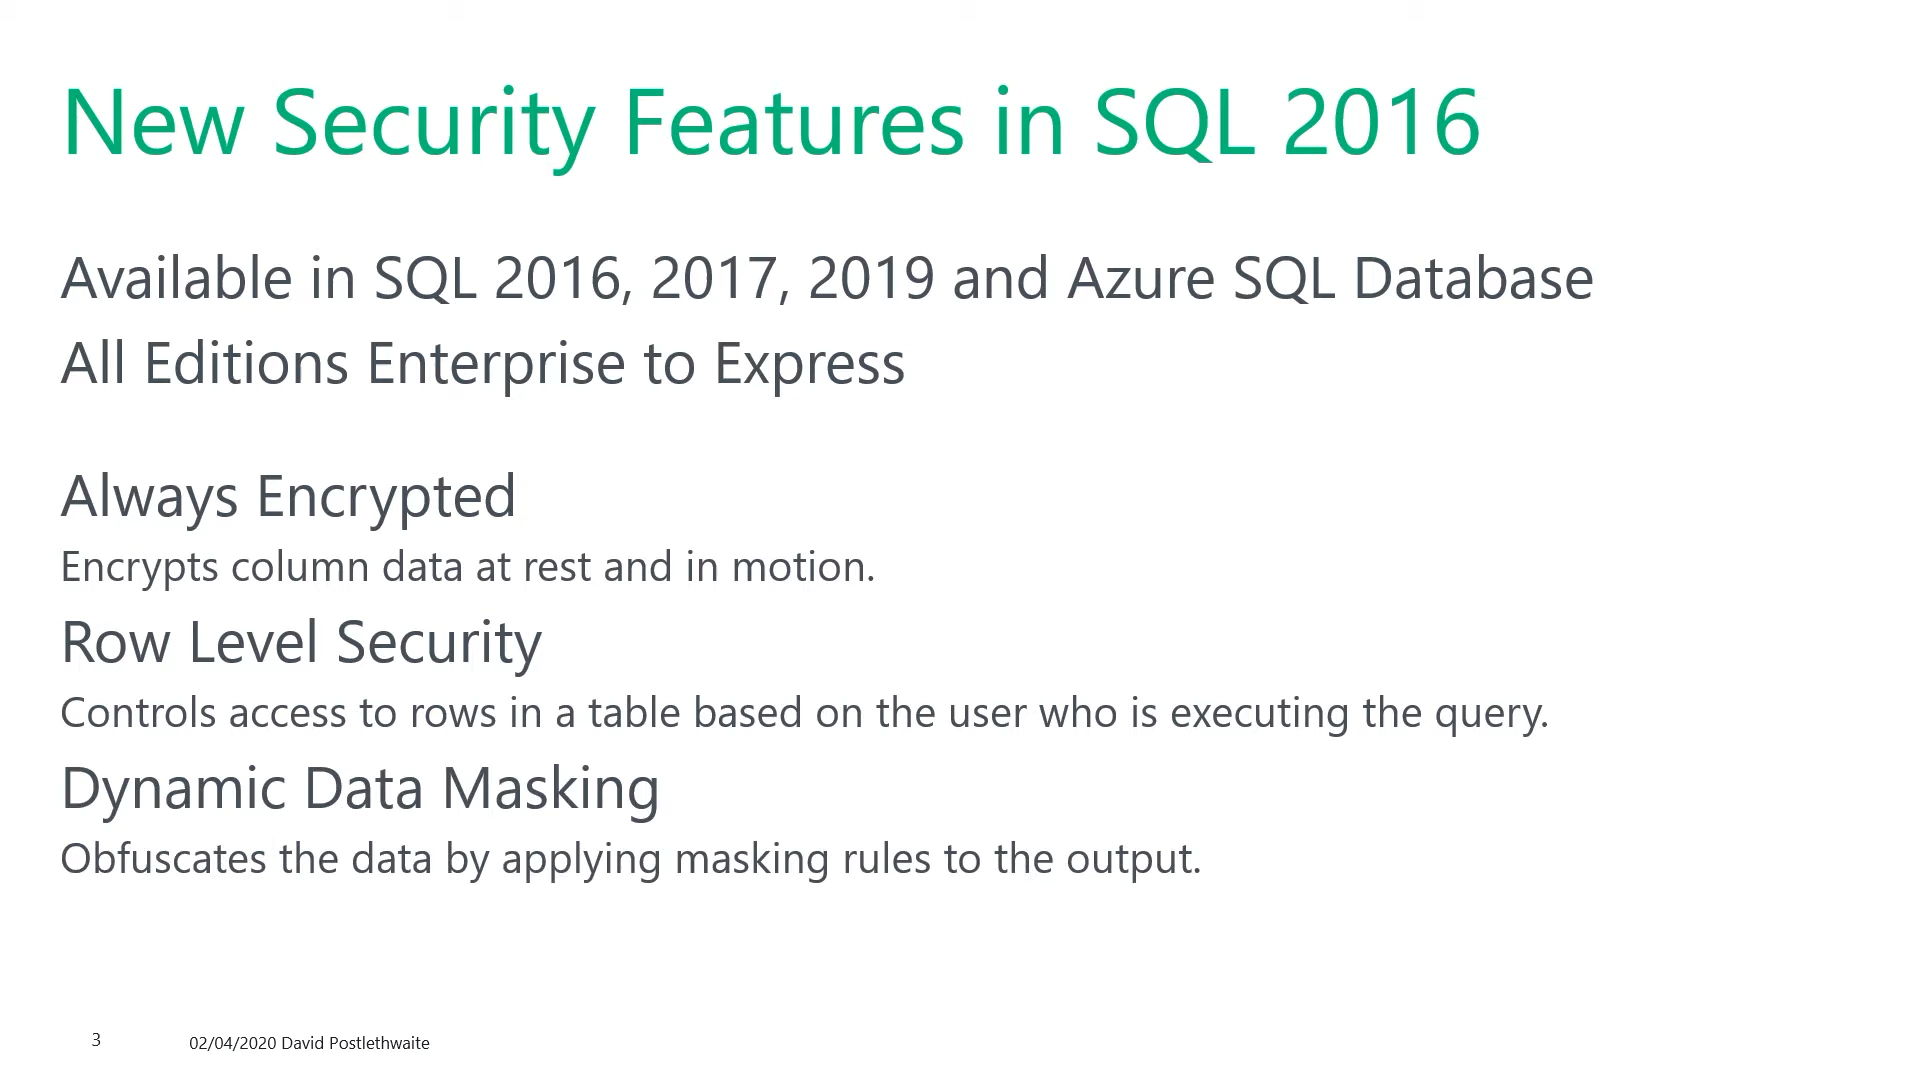 New Security Features in SQL 2016
Available in SQL 2016, 2017, 2019 and Azure SQL Database
All Editions Enterprise to Express
Always Encrypted
Encrypts column data at rest and in motion.
Row Level Security
Controls access to rows in a table based on the user who is executing the query.
Dynamic Data Masking
Obfuscates the data by applying masking rules to the output.
3 02/04/2020 David Postlethwaite